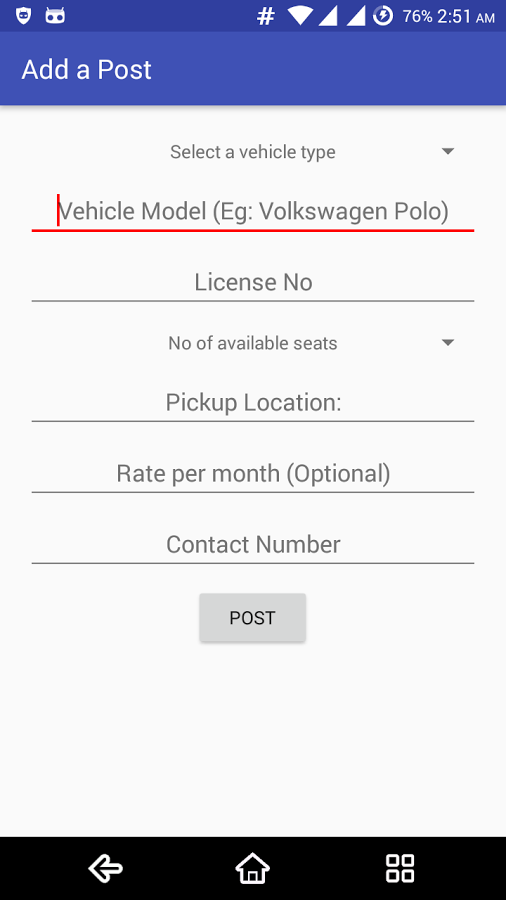 # 76% 2:51 AM
Add a Post
Select a vehicle type
Vehicle Model (Eg: Volkswagen Polo)
License No
No of available seats
Pickup Location:
Rate per month (Optional)
Contact Number
POST